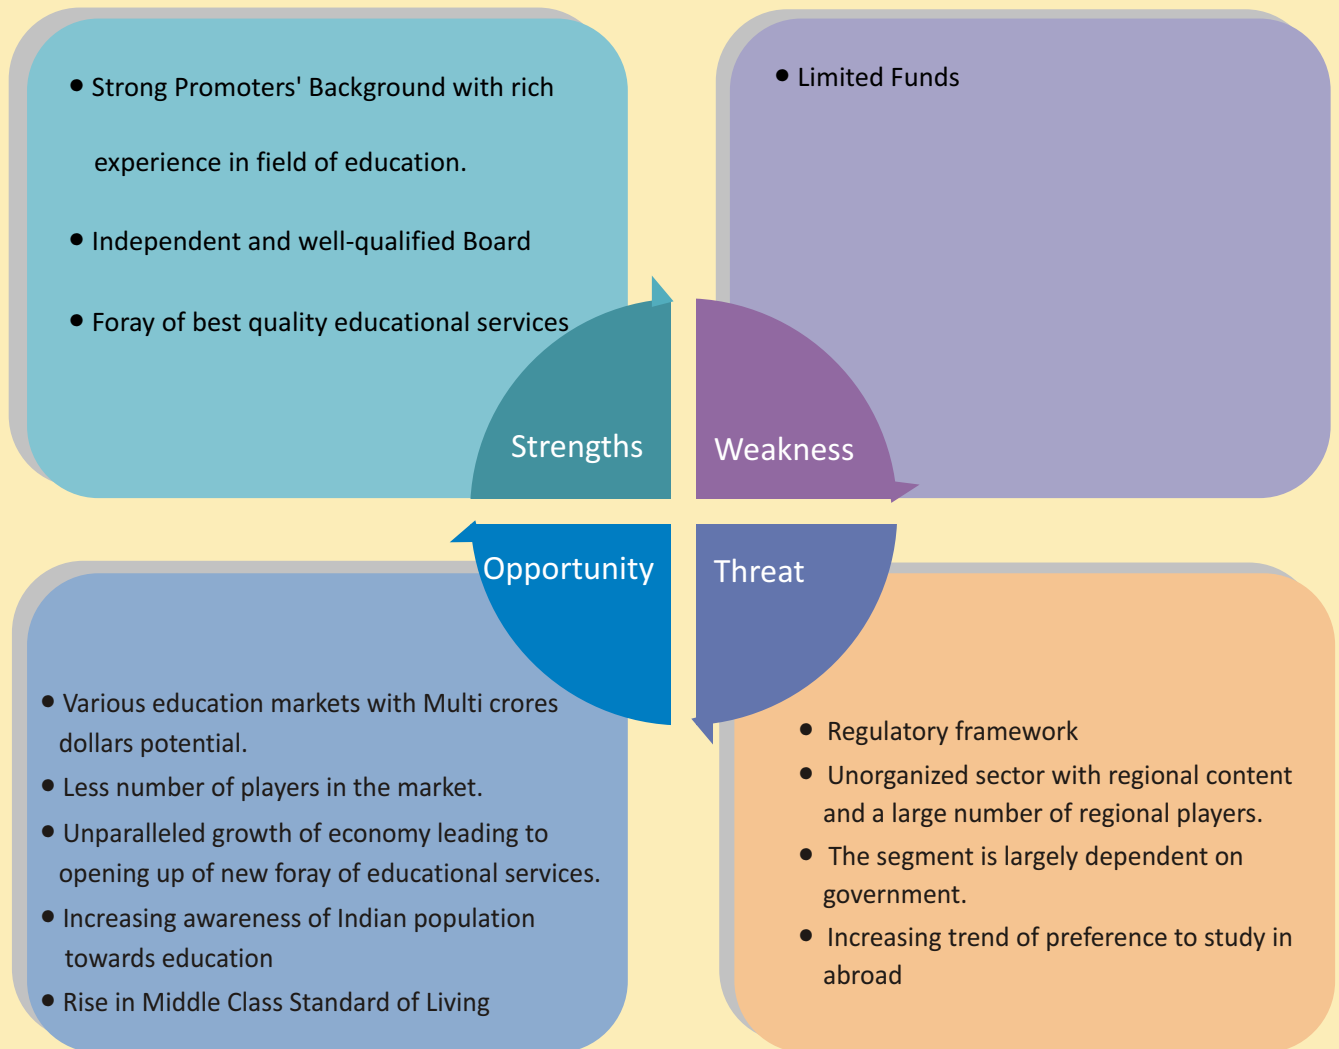 • Strong Promoters' Background with rich
experience in field of education.
• Independent and well-qualified Board
• Foray of best quality educational services
• Limited Funds
Strengths
Weakness
Opportunity
Threat
• Various education markets with Multi crores
dollars potential.
• Less number of players in the market.
• Unparalleled growth of economy leading to
opening up of new foray of educational services.
• Increasing awareness of Indian population
towards education
• Rise in Middle Class Standard of Living
• Regulatory framework
• Unorganized sector with regional content
and a large number of regional players.
• The segment is largely dependent on
government.
• Increasing trend of preference to study in
abroad